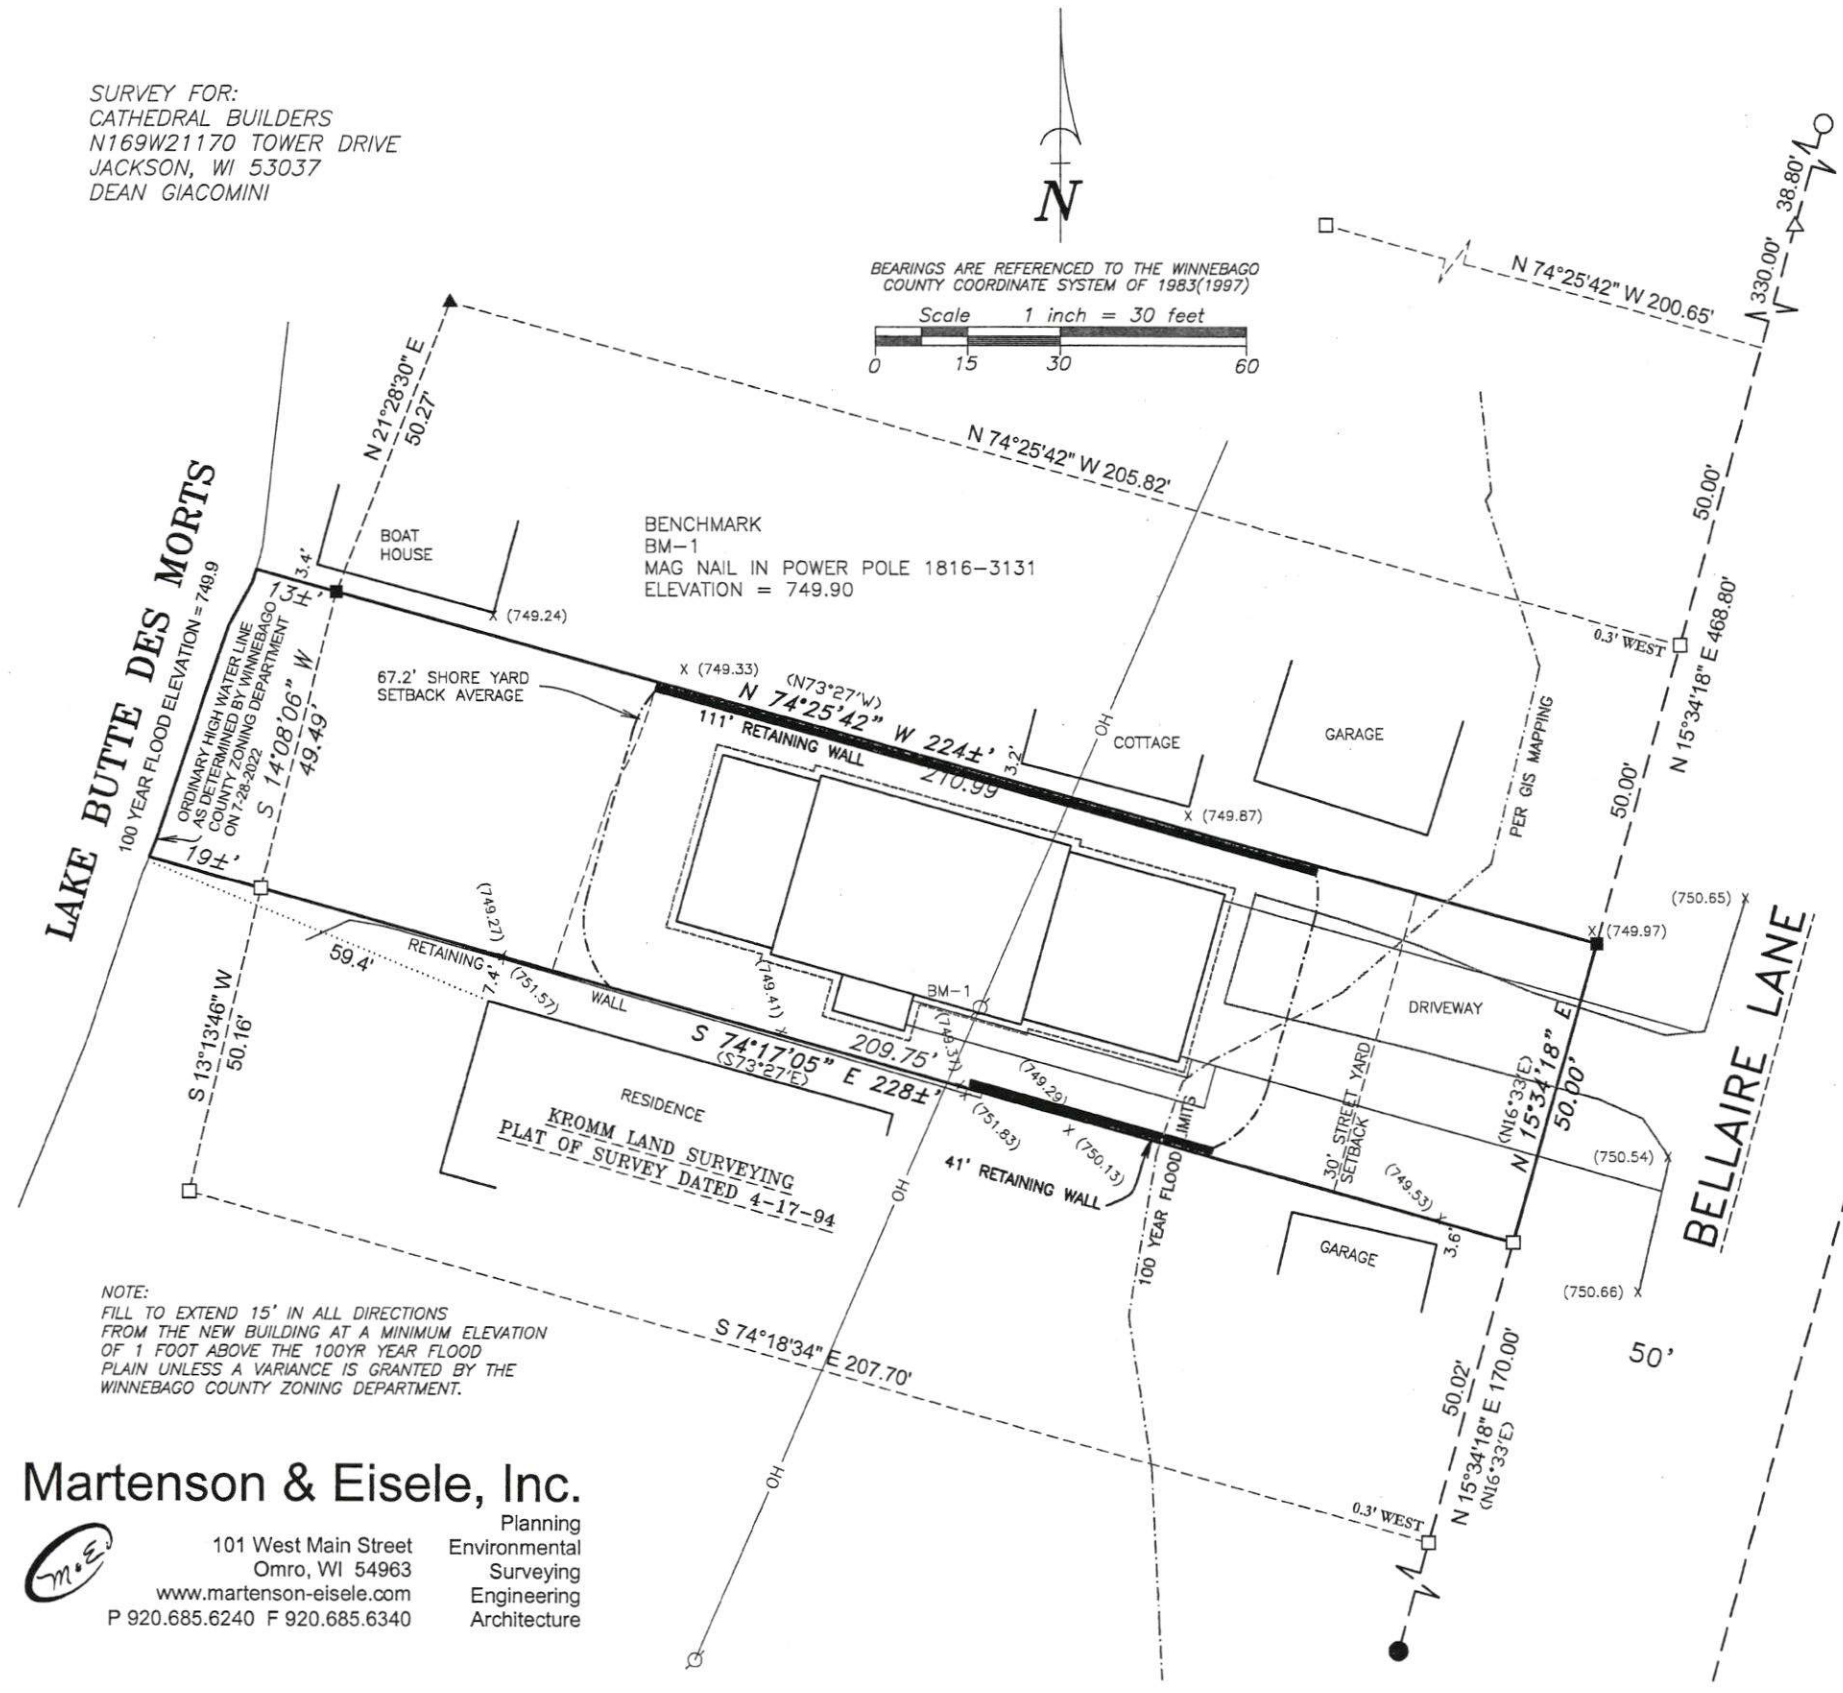 SURVEY FOR:
CATHEDRAL BUILDERS
N169W21170 TOWER DRIVE
JACKSON, WI 53037
DEAN GIACOMINI
N
BEARINGS ARE REFERENCED TO THE WINNEBAGO
COUNTY COORDINATE SYSTEM OF 1983(1997)
Scale 1 inch = 30 feet
0 15 30 60
38.80'
330.00'
N 74°25'42" W 200.65'
N 21°28'30" E
50.27'
N 74°25'42" W 205.82'
50.00'
N 15°34'18" E 468.80'
50.00'
0.3' WEST
BOAT
HOUSE
3.4'
13±'
(749.24)
BENCHMARK
BM-1
MAG NAIL IN POWER POLE 1816-3131
ELEVATION = 749.90
LAKE BUTTE DES MORTS
100 YEAR FLOOD ELEVATION = 749.9
ORDINARY HIGH WATER LINE
AS DETERMINED BY WINNEBAGO
COUNTY ZONING DEPARTMENT
ON 7-28-2022
S 14°08'06" W
49.49'
19±'
67.2' SHORE YARD
SETBACK AVERAGE
(749.33)
(N73°27'W)
N 74°25'42" W 224±'
111' RETAINING WALL
210.99
3.2'
OH
COTTAGE
GARAGE
(749.87)
PER GIS MAPPING
(750.65)
(749.97)
BELLAIRE LANE
DRIVEWAY
(749.27)
RETAINING
WALL
59.4'
7.4'
(751.57)
(749.41)
BM-1
209.75'
S 74°17'05" E 228±'
(S73°27'E)
(749.37)
(749.29)
(751.83)
(750.13)
41' RETAINING WALL
100 YEAR FLOOD LIMITS
30' STREET YARD
SETBACK
(N16°33'E)
N 15°34'18" E
50.00'
(749.53)
3.6'
GARAGE
(750.54)
(750.66)
50'
S 13°13'46" W
50.16'
RESIDENCE
KROMM LAND SURVEYING
PLAT OF SURVEY DATED 4-17-94
OH
NOTE:
FILL TO EXTEND 15' IN ALL DIRECTIONS
FROM THE NEW BUILDING AT A MINIMUM ELEVATION
OF 1 FOOT ABOVE THE 100YR YEAR FLOOD
PLAIN UNLESS A VARIANCE IS GRANTED BY THE
WINNEBAGO COUNTY ZONING DEPARTMENT.
S 74°18'34" E 207.70'
50.02'
N 15°34'18" E 170.00'
(N16°33'E)
0.3' WEST
OH
Martenson & Eisele, Inc.
Planning
101 West Main Street Environmental
Omro, WI 54963 Surveying
www.martenson-eisele.com Engineering
P 920.685.6240 F 920.685.6340 Architecture
M&E